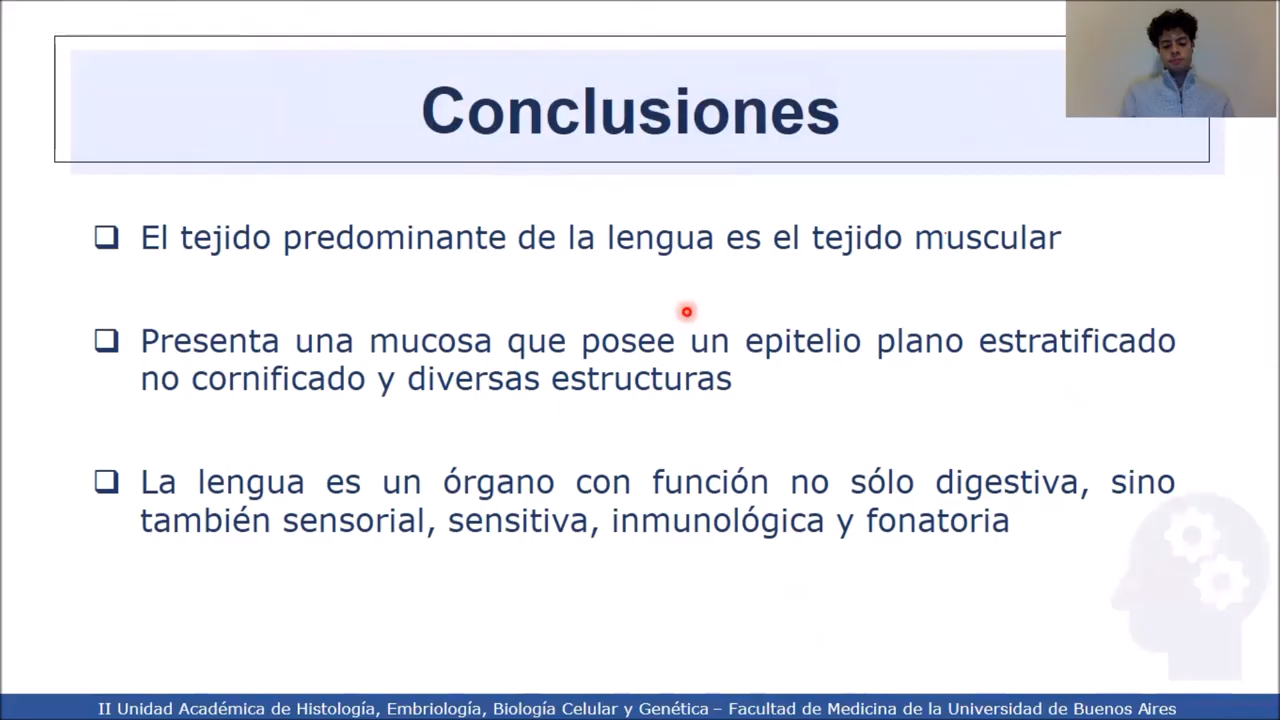 Conclusiones
El tejido predominante de la lengua es el tejido muscular
Presenta una mucosa que posee un epitelio plano estratificado
no cornificado y diversas estructuras
La lengua es un órgano con función no sólo digestiva, sino
también sensorial, sensitiva, inmunológica y fonatoria
II Unidad Académica de Histología, Embriología, Biología Celular y Genética – Facultad de Medicina de la Universidad de Buenos Aires